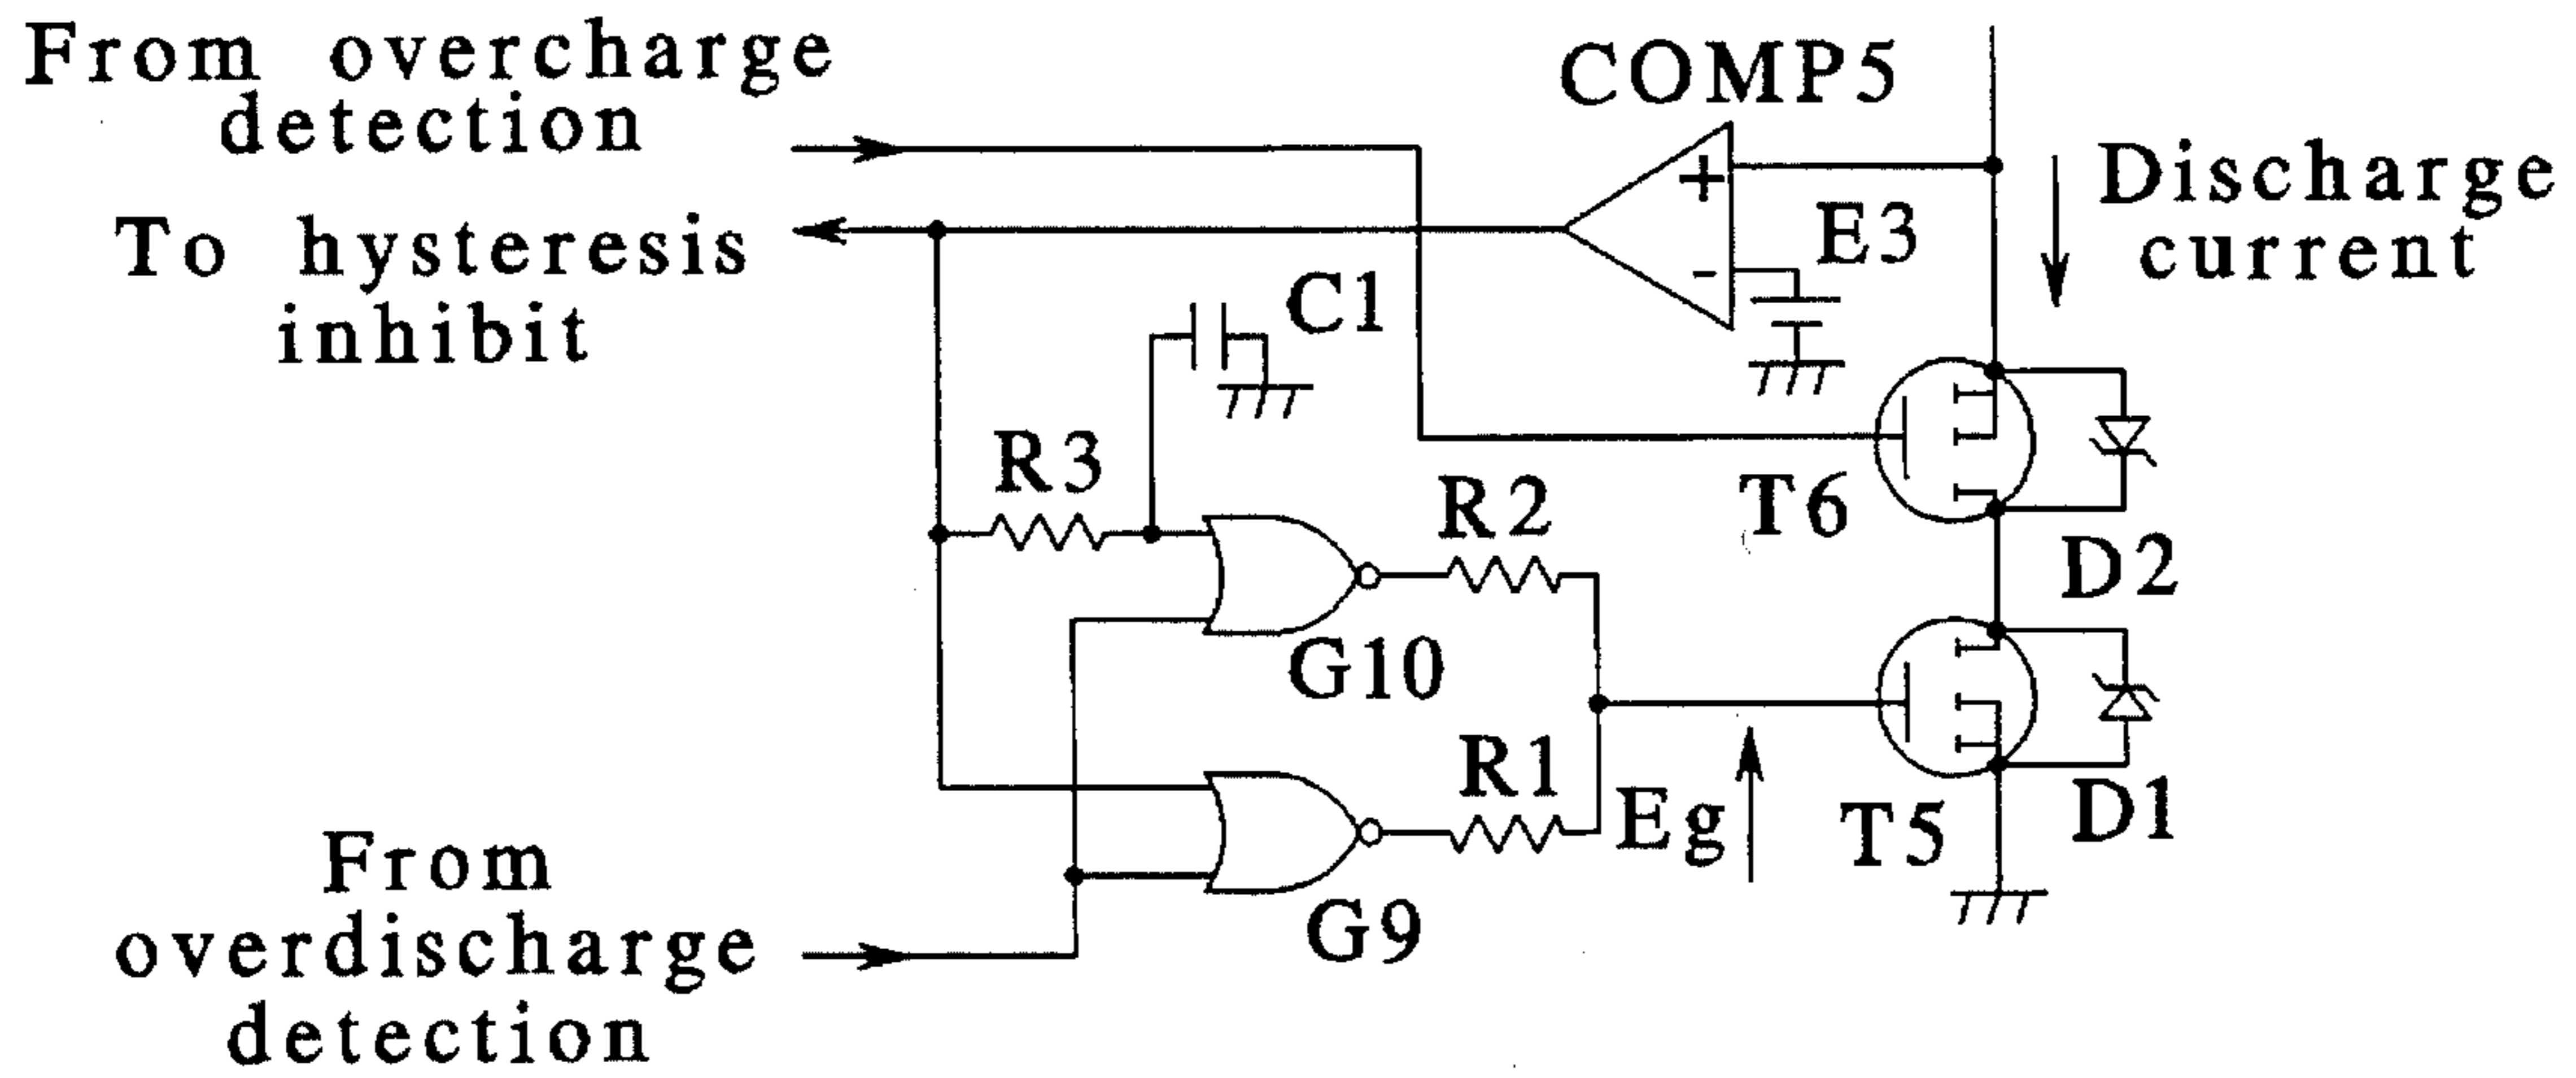 From overcharge
detection
COMP5
Discharge
current
+
E3
-
To hysteresis
inhibit
C1
R3
R2
T6
D2
G10
R1
Eg
T5
D1
G9
From
overdischarge
detection